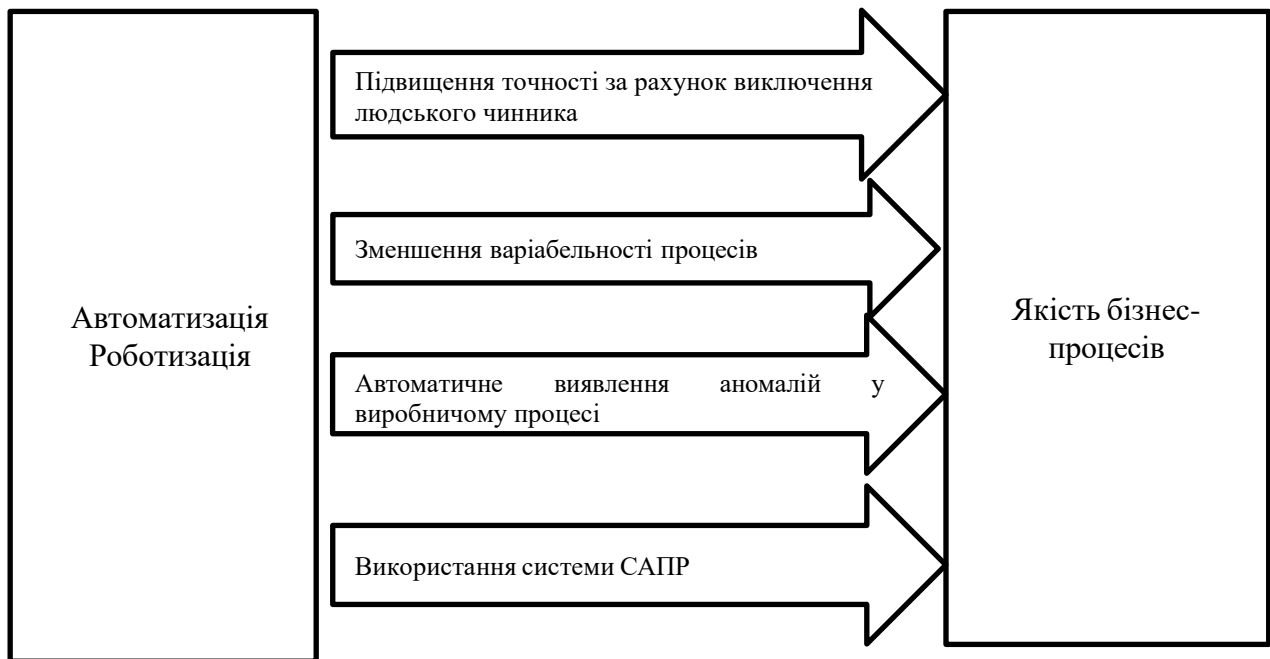 Автоматизація
Роботизація
Підвищення точності за рахунок виключення
людського чинника
Зменшення варіабельності процесів
Автоматичне виявлення аномалій у
виробничому процесі
Використання системи САПР
Якість бізнес-
процесів